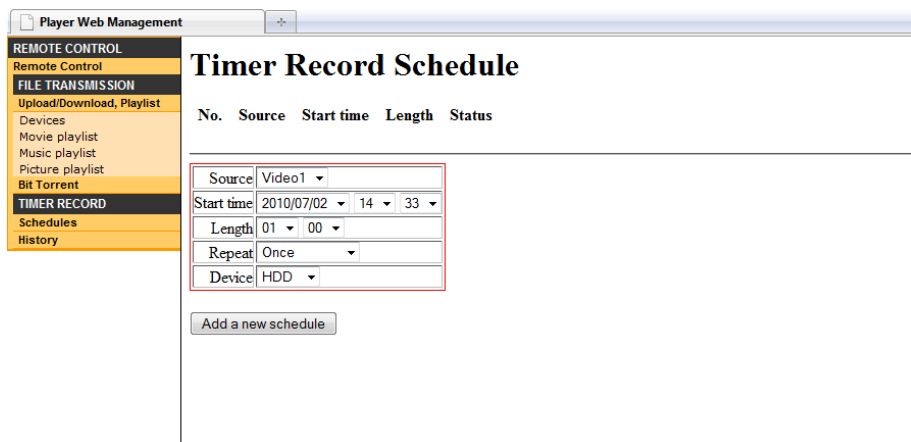 Player Web Management
REMOTE CONTROL
Remote Control
FILE TRANSMISSION
Upload/Download, Playlist
Devices
Movie playlist
Music playlist
Picture playlist
Bit Torrent
TIMER RECORD
Schedules
History
Timer Record Schedule
No. Source Start time Length Status
Source Video1
Start time 2010/07/02 14 33
Length 01 00
Repeat Once
Device HDD
Add a new schedule